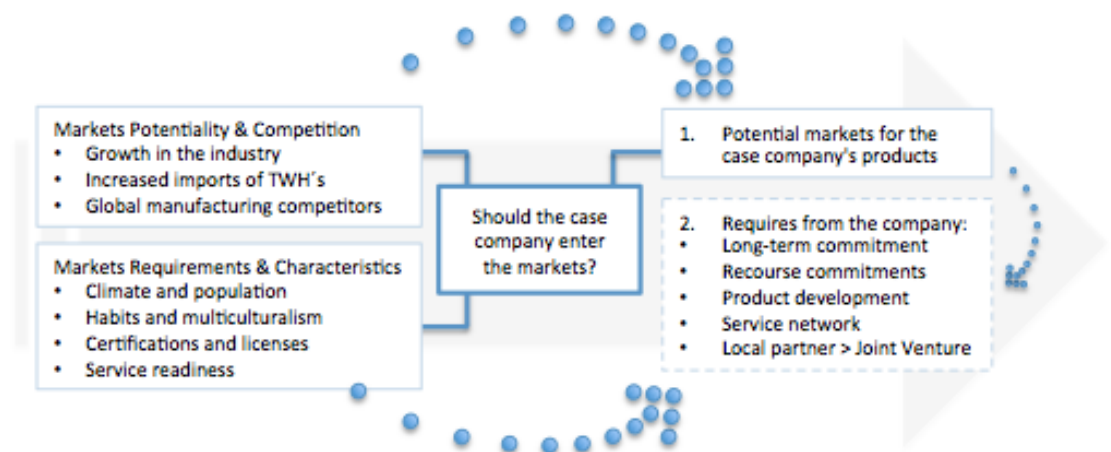 Markets Potentiality & Competition
• Growth in the industry
• Increased imports of TWH´s
• Global manufacturing competitors
Markets Requirements & Characteristics
• Climate and population
• Habits and multiculturalism
• Certifications and licenses
• Service readiness
Should the case
company enter
the markets?
1. Potential markets for the
case company's products
2. Requires from the company:
• Long-term commitment
• Recourse commitments
• Product development
• Service network
• Local partner > Joint Venture